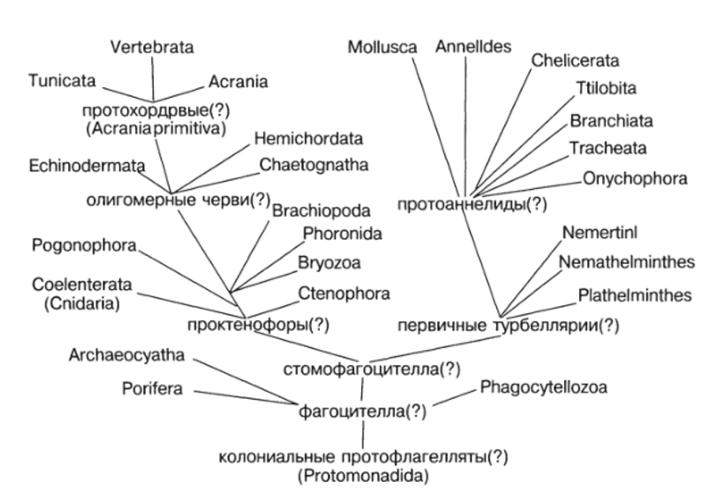 Vertebrata
Mollusca Annelldes
Chelicerata
Tunicata
Acrania
Ttilobita
протохордрвые(?)
(Acrania primitiva)
Branchiata
Hemichordata
Tracheata
Echinodermata
Chaetognatha
Onychophora
олигомерные черви(?)
протоаннелиды(?)
Brachiopoda
Phoronida
Nemertinl
Pogonophora
Bryozoa
Nemathelminthes
Coelenterata
(Cnidaria)
Ctenophora
Plathelminthes
проктенофоры(?)
первичные турбеллярии(?)
Archaeocyatha
стомофагоцителла(?)
Porifera
Phagocytellozoa
фагоцителла(?)
колониальные протофлагелляты(?)
(Protomonadida)